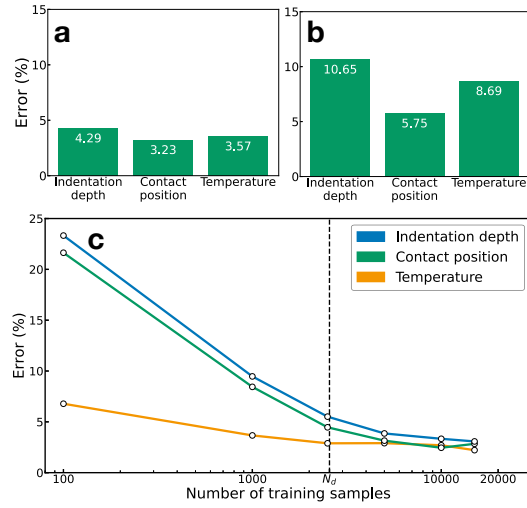 a
15
10
5
0
Error (%)
4.29
3.23
3.57
Indentation
depth
Contact
position
Temperature
b
15
10
5
0
10.65
5.75
8.69
Indentation
depth
Contact
position
Temperature
c
25
20
15
10
5
0
Error (%)
Indentation depth
Contact position
Temperature
100
1000
N_d
10000
15000
Number of training samples